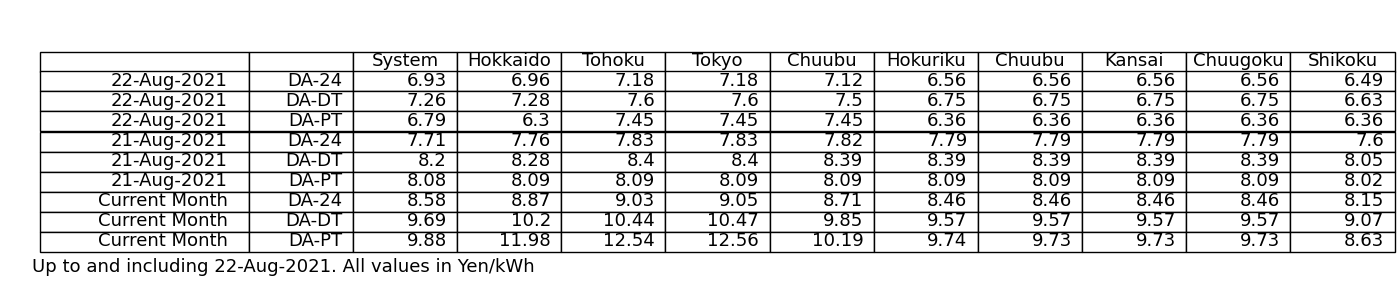 System Hokkaido Tohoku Tokyo Chuubu Hokuriku Chuubu Kansai Chuugoku Shikoku
22-Aug-2021 DA-24 6.93 6.96 7.18 7.18 7.12 6.56 6.56 6.56 6.56 6.49
22-Aug-2021 DA-DT 7.26 7.28 7.6 7.6 7.5 6.75 6.75 6.75 6.75 6.63
22-Aug-2021 DA-PT 6.79 6.3 7.45 7.45 7.45 6.36 6.36 6.36 6.36 6.36
21-Aug-2021 DA-24 7.71 7.76 7.83 7.83 7.82 7.79 7.79 7.79 7.79 7.6
21-Aug-2021 DA-DT 8.2 8.28 8.4 8.4 8.39 8.39 8.39 8.39 8.39 8.05
21-Aug-2021 DA-PT 8.08 8.09 8.09 8.09 8.09 8.09 8.09 8.09 8.09 8.02
Current Month DA-24 8.58 8.87 9.03 9.05 8.71 8.46 8.46 8.46 8.46 8.15
Current Month DA-DT 9.69 10.2 10.44 10.47 9.85 9.57 9.57 9.57 9.57 9.07
Current Month DA-PT 9.88 11.98 12.54 12.56 10.19 9.74 9.73 9.73 9.73 8.63
Up to and including 22-Aug-2021. All values in Yen/kWh